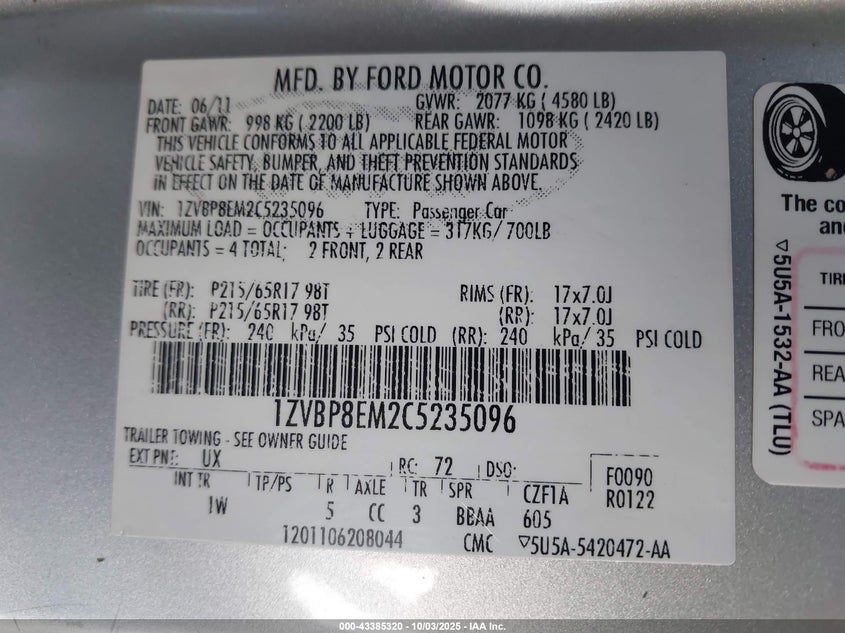 MFD. BY FORD MOTOR CO.
DATE: 06/11 GVWR: 2077 KG ( 4580 LB)
FRONT GAWR: 998 KG ( 2200 LB) REAR GAWR: 1098 KG ( 2420 LB)
THIS VEHICLE CONFORMS TO ALL APPLICABLE FEDERAL MOTOR
VEHICLE SAFETY, BUMPER, AND THEFT PREVENTION STANDARDS
IN EFFECT ON THE DATE OF MANUFACTURE SHOWN ABOVE.
VIN: 1ZVBP8EM2C5235096 TYPE: Passenger Car
MAXIMUM LOAD = OCCUPANTS + LUGGAGE = 317KG/700LB
OCCUPANTS = 4 TOTAL; 2 FRONT, 2 REAR
TIRE (FR): P215/65R17 98T RIMS (FR): 17x7.0J
(RR): P215/65R17 98T (RR): 17x7.0J
PRESSURE (FR): 240 kPa/ 35 PSI COLD (RR): 240 kPa/ 35 PSI COLD
1ZVBP8EM2C5235096
TRAILER TOWING - SEE OWNER GUIDE
EXT PNT: UX RC: 72 DSO: F0090
INT TR TP/PS R AXLE TR SPR CZF1A R0122
IW 5 CC 3 BBAA 605
1201106208044 CMC ▽5U5A-5420472-AA
The co
an
TIRE
FRO
REA
SPA
▽5U5A-1532-AA (TLU)
000-43385320 - 10/03/2025 - IAA Inc.